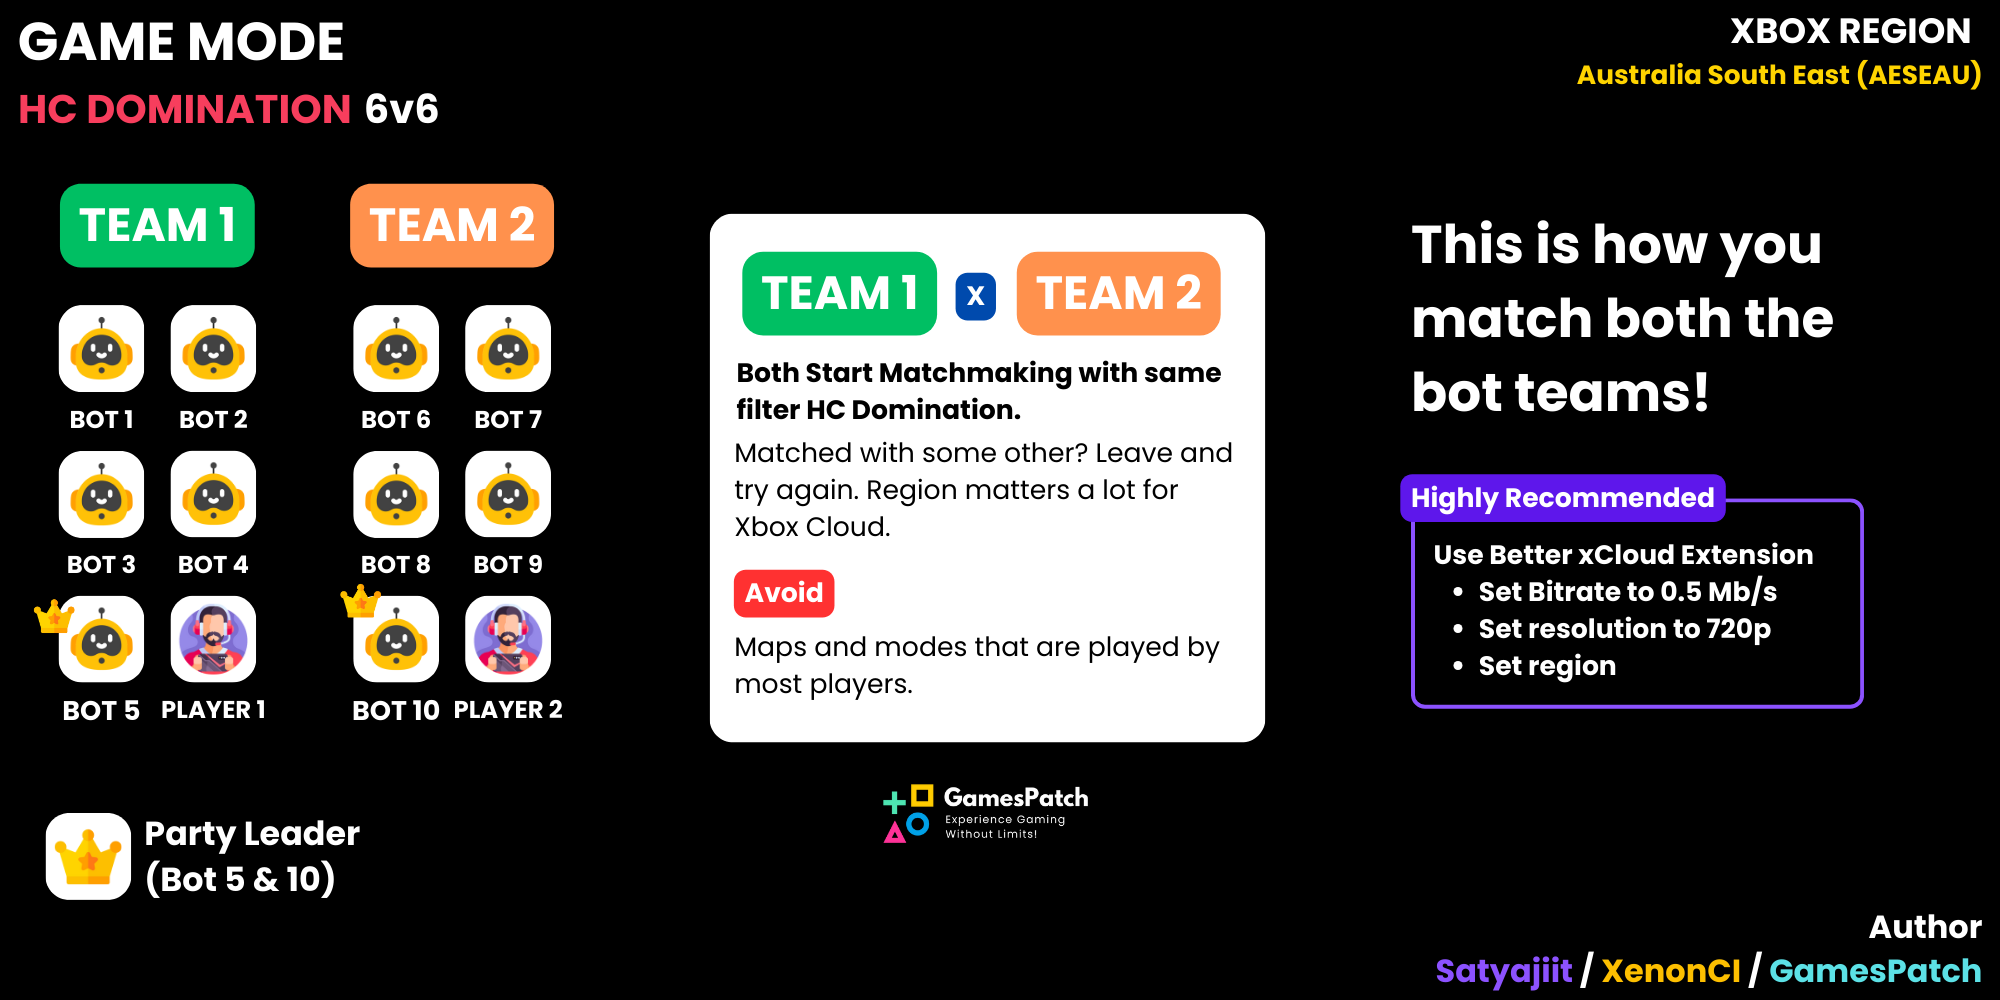 GAME MODE
HC DOMINATION 6v6
XBOX REGION
Australia South East (AESEAU)
TEAM 1
TEAM 2
BOT 1
BOT 2
BOT 6
BOT 7
BOT 3
BOT 4
BOT 8
BOT 9
BOT 5
PLAYER 1
BOT 10
PLAYER 2
Party Leader
(Bot 5 & 10)
TEAM 1
X
TEAM 2
Both Start Matchmaking with same
filter HC Domination.
Matched with some other? Leave and
try again. Region matters a lot for
Xbox Cloud.
Avoid
Maps and modes that are played by
most players.
GamesPatch
Experience Gaming
Without Limits!
This is how you
match both the
bot teams!
Highly Recommended
Use Better xCloud Extension
• Set Bitrate to 0.5 Mb/s
• Set resolution to 720p
• Set region
Author
Satyajiit / XenonCI / GamesPatch